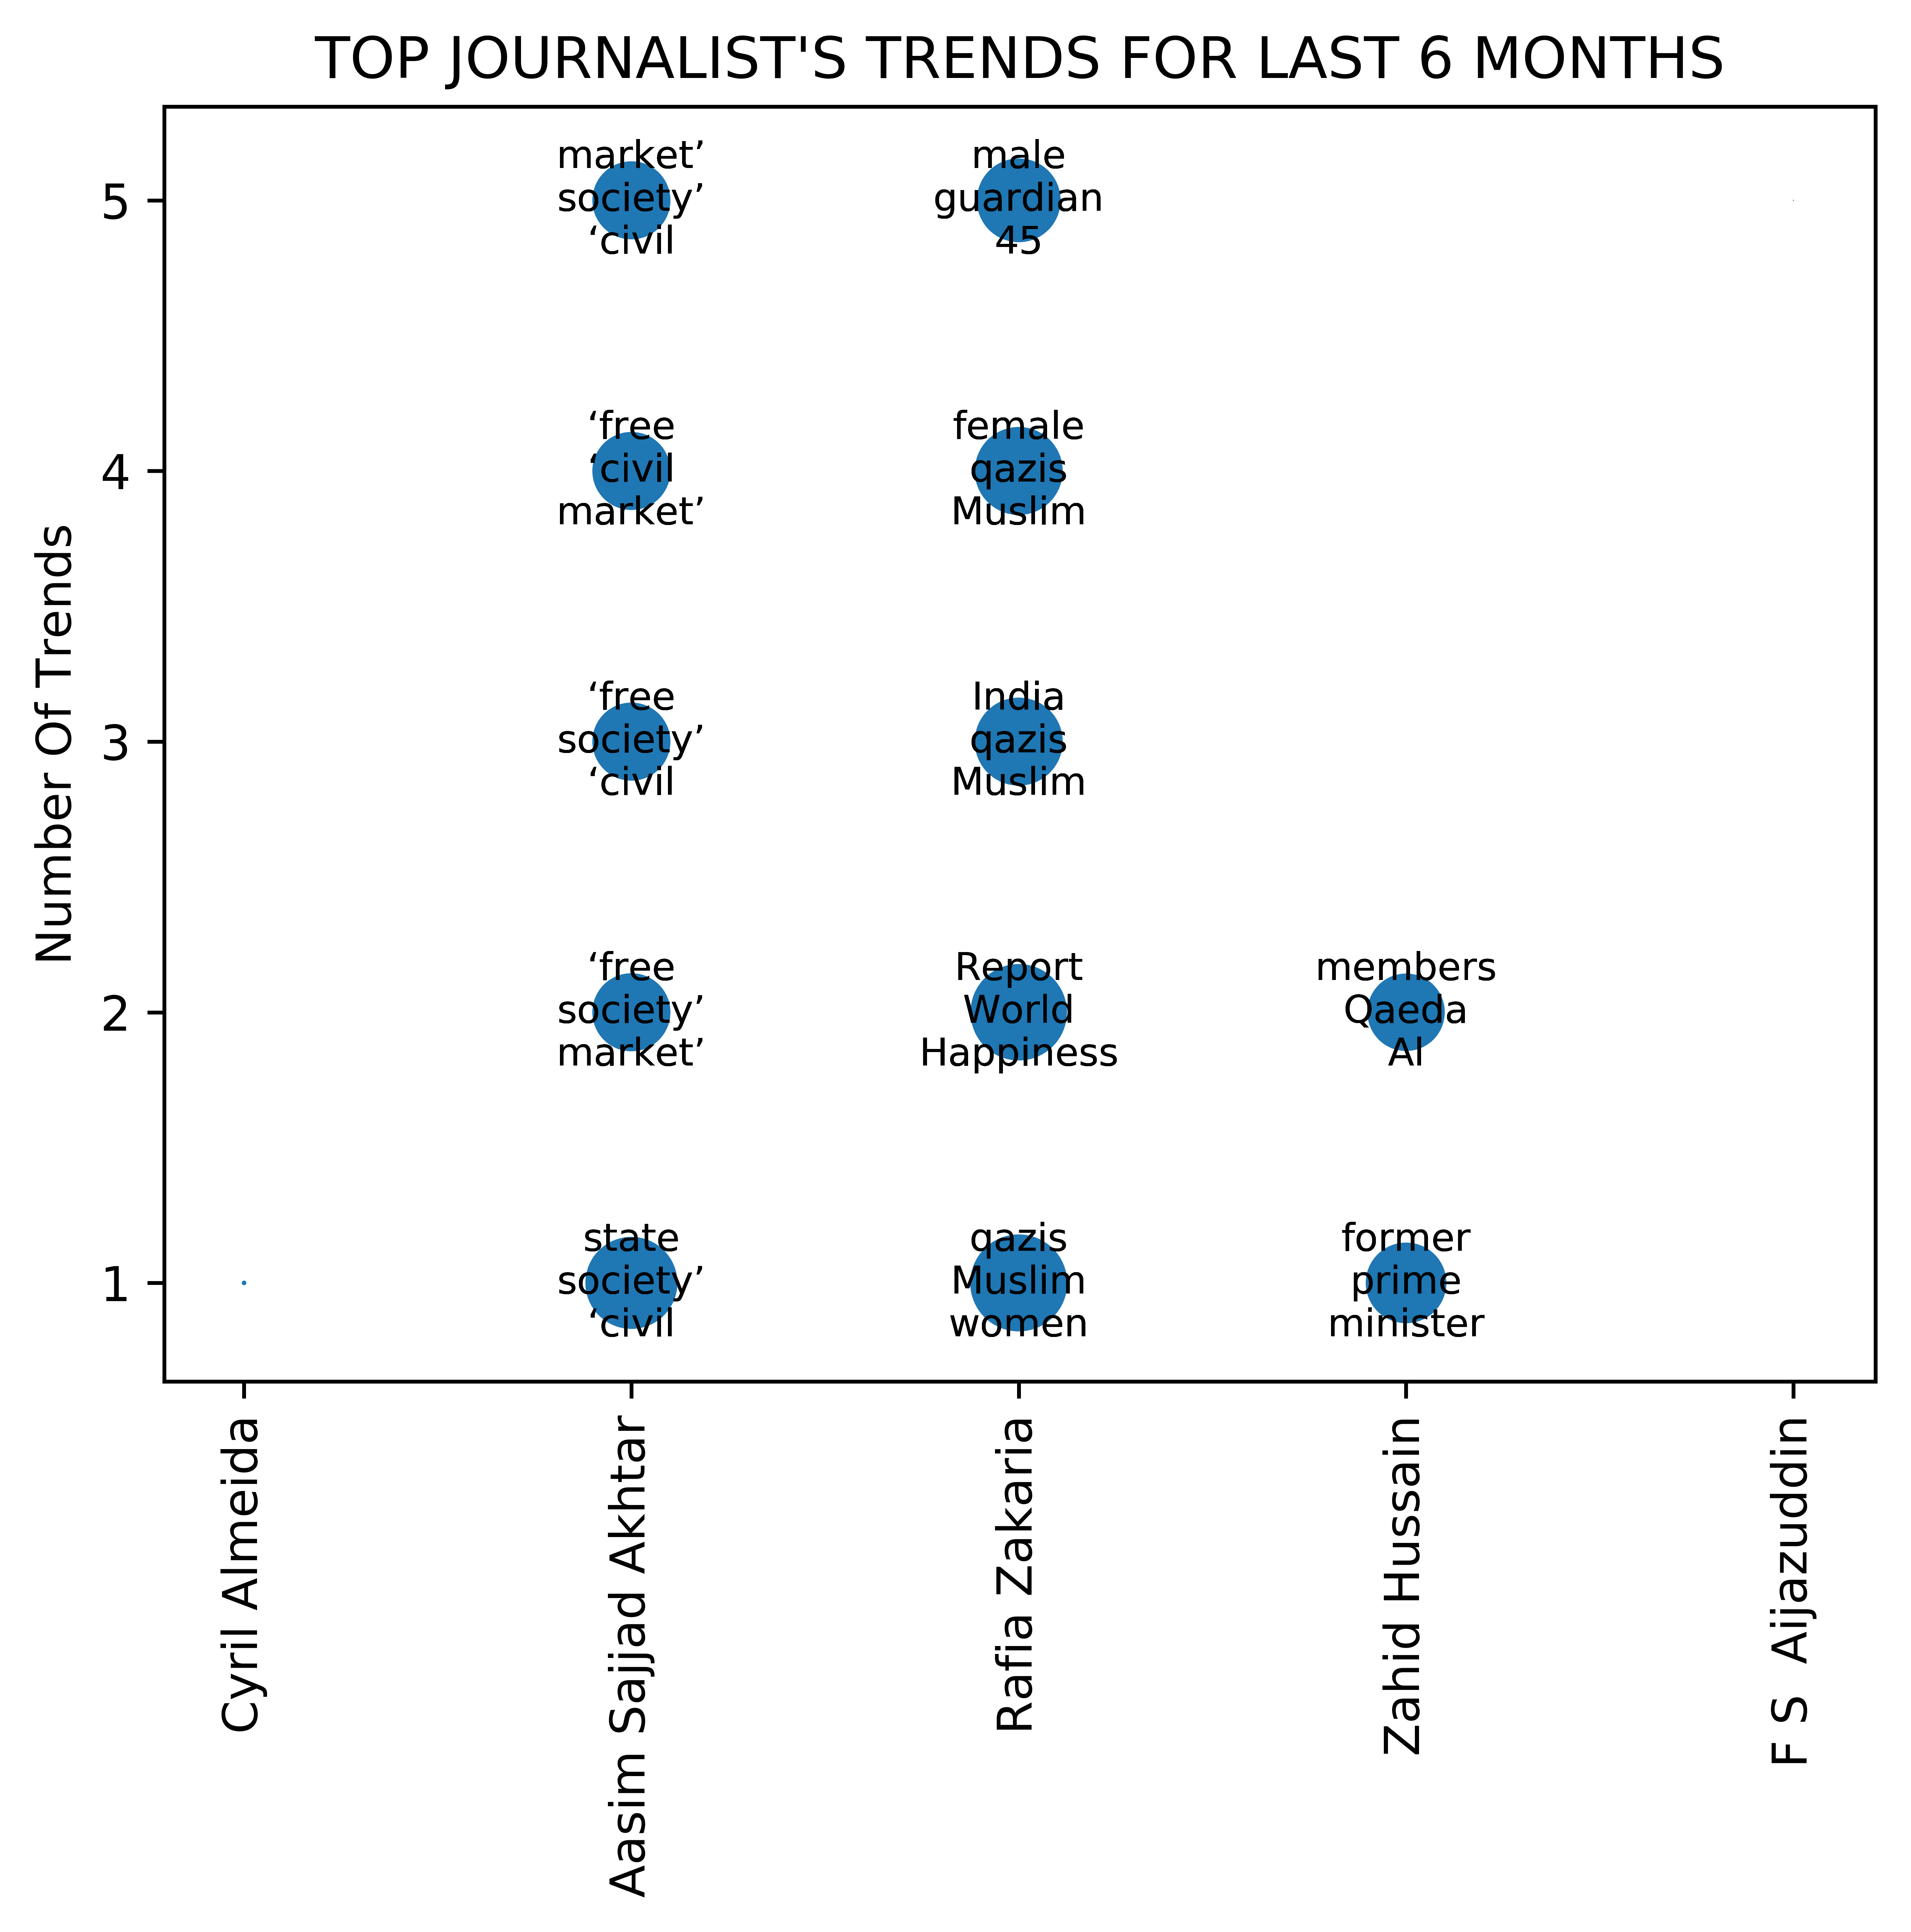 TOP JOURNALIST'S TRENDS FOR LAST 6 MONTHS
Number Of Trends
5
market’
society’
‘civil
male
guardian
45
4
‘free
‘civil
market’
female
qazis
Muslim
3
‘free
society’
‘civil
India
qazis
Muslim
2
‘free
society’
market’
Report
World
Happiness
members
Qaeda
Al
1
state
society’
‘civil
qazis
Muslim
women
former
prime
minister
Cyril Almeida
Aasim Sajjad Akhtar
Rafia Zakaria
Zahid Hussain
F S  Aijazuddin